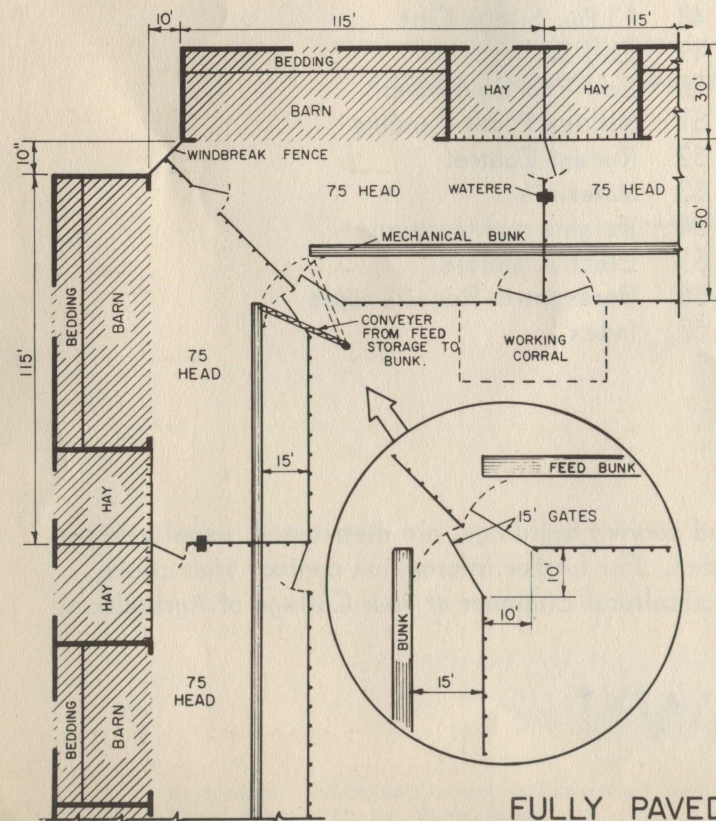 115'
115'
10'
BEDDING
HAY
HAY
30'
BARN
10"
WINDBREAK FENCE
75 HEAD
WATERER
75 HEAD
50'
MECHANICAL BUNK
BEDDING
BARN
115'
75
HEAD
CONVEYER
FROM FEED
STORAGE TO
BUNK.
WORKING
CORRAL
15'
FEED BUNK
15' GATES
HAY
10'
10'
HAY
BUNK
15'
75
HEAD
BEDDING
BARN
FULLY PAVED